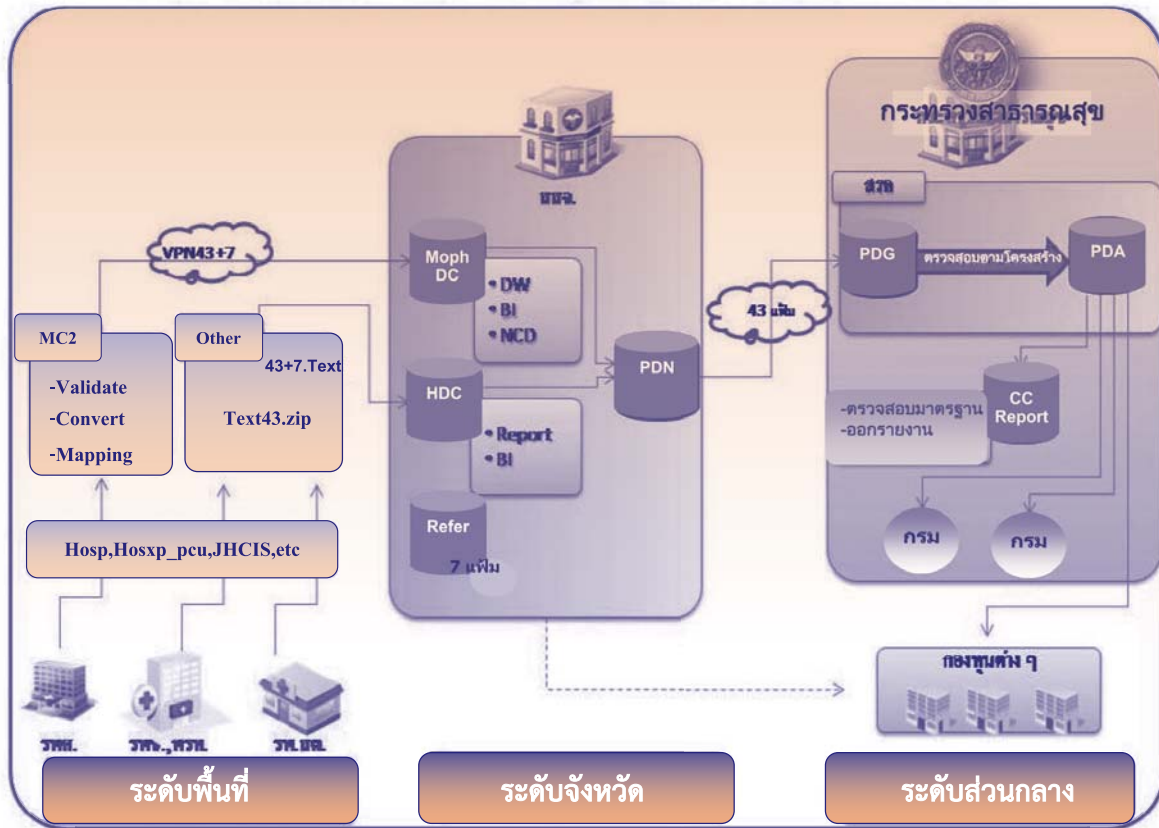 กระทรวงสาธารณสุข
สสจ.
VPN43+7
Moph
DC
• DW
• BI
• NCD
PDG
ตรวจสอบตามโครงสร้าง
PDA
43 แฟ้ม
MC2
-Validate
-Convert
-Mapping
Other
43+7.Text
Text43.zip
HDC
• Report
• BI
PDN
-ตรวจสอบมาตรฐาน
-ออกรายงาน
CC
Report
Refer
7 แฟ้ม
กรม
กรม
Hosp,Hosxp_pcu,JHCIS,etc
กองทุนต่าง ๆ
รพ.สต.
ระดับพื้นที่
ระดับจังหวัด
ระดับส่วนกลาง